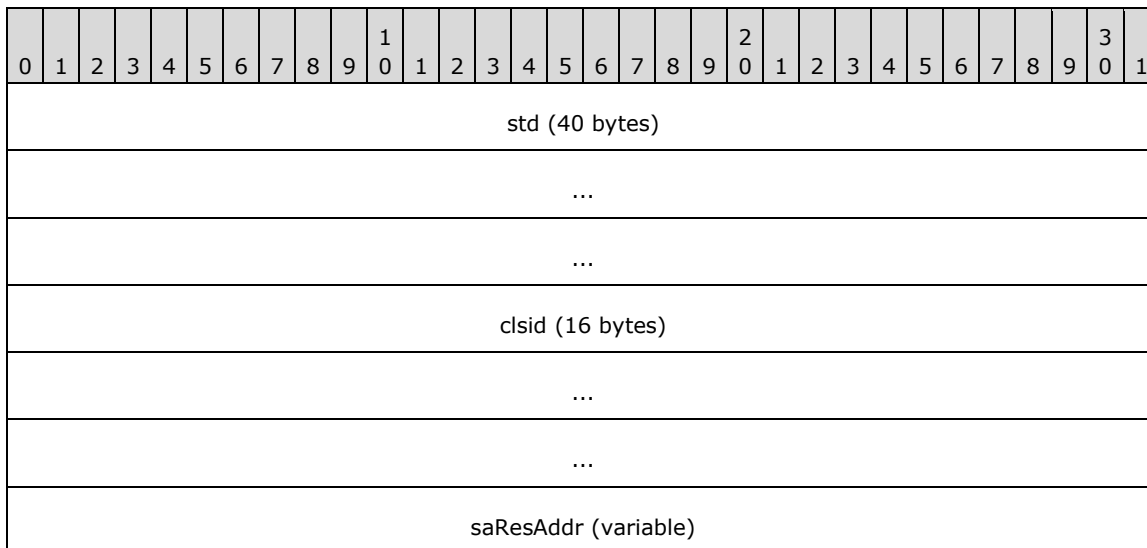 1 2 3
0 1 2 3 4 5 6 7 8 9 0 1 2 3 4 5 6 7 8 9 0 1 2 3 4 5 6 7 8 9 0 1
std (40 bytes)
...
...
clsid (16 bytes)
...
...
saResAddr (variable)